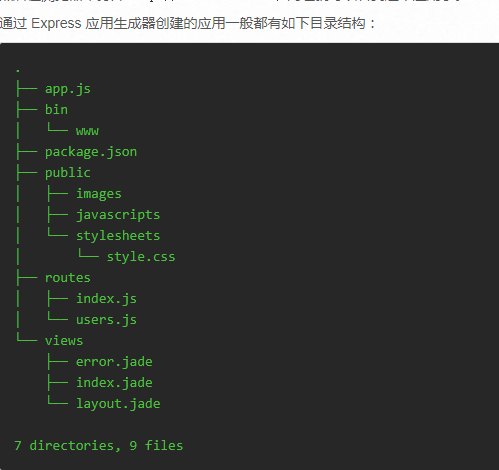 通过 Express 应用生成器创建的应用一般都有如下目录结构：
.
├── app.js
├── bin
│   └── www
├── package.json
├── public
│   ├── images
│   ├── javascripts
│   └── stylesheets
│       └── style.css
├── routes
│   ├── index.js
│   └── users.js
└── views
    ├── error.jade
    ├── index.jade
    └── layout.jade
7 directories, 9 files